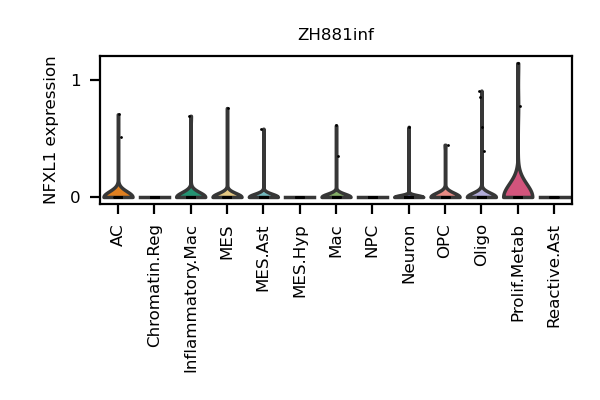 ZH881inf
NFXL1 expression
1
0
AC
Chromatin.Reg
Inflammatory.Mac
MES
MES.Ast
MES.Hyp
Mac
NPC
Neuron
OPC
Oligo
Prolif.Metab
Reactive.Ast